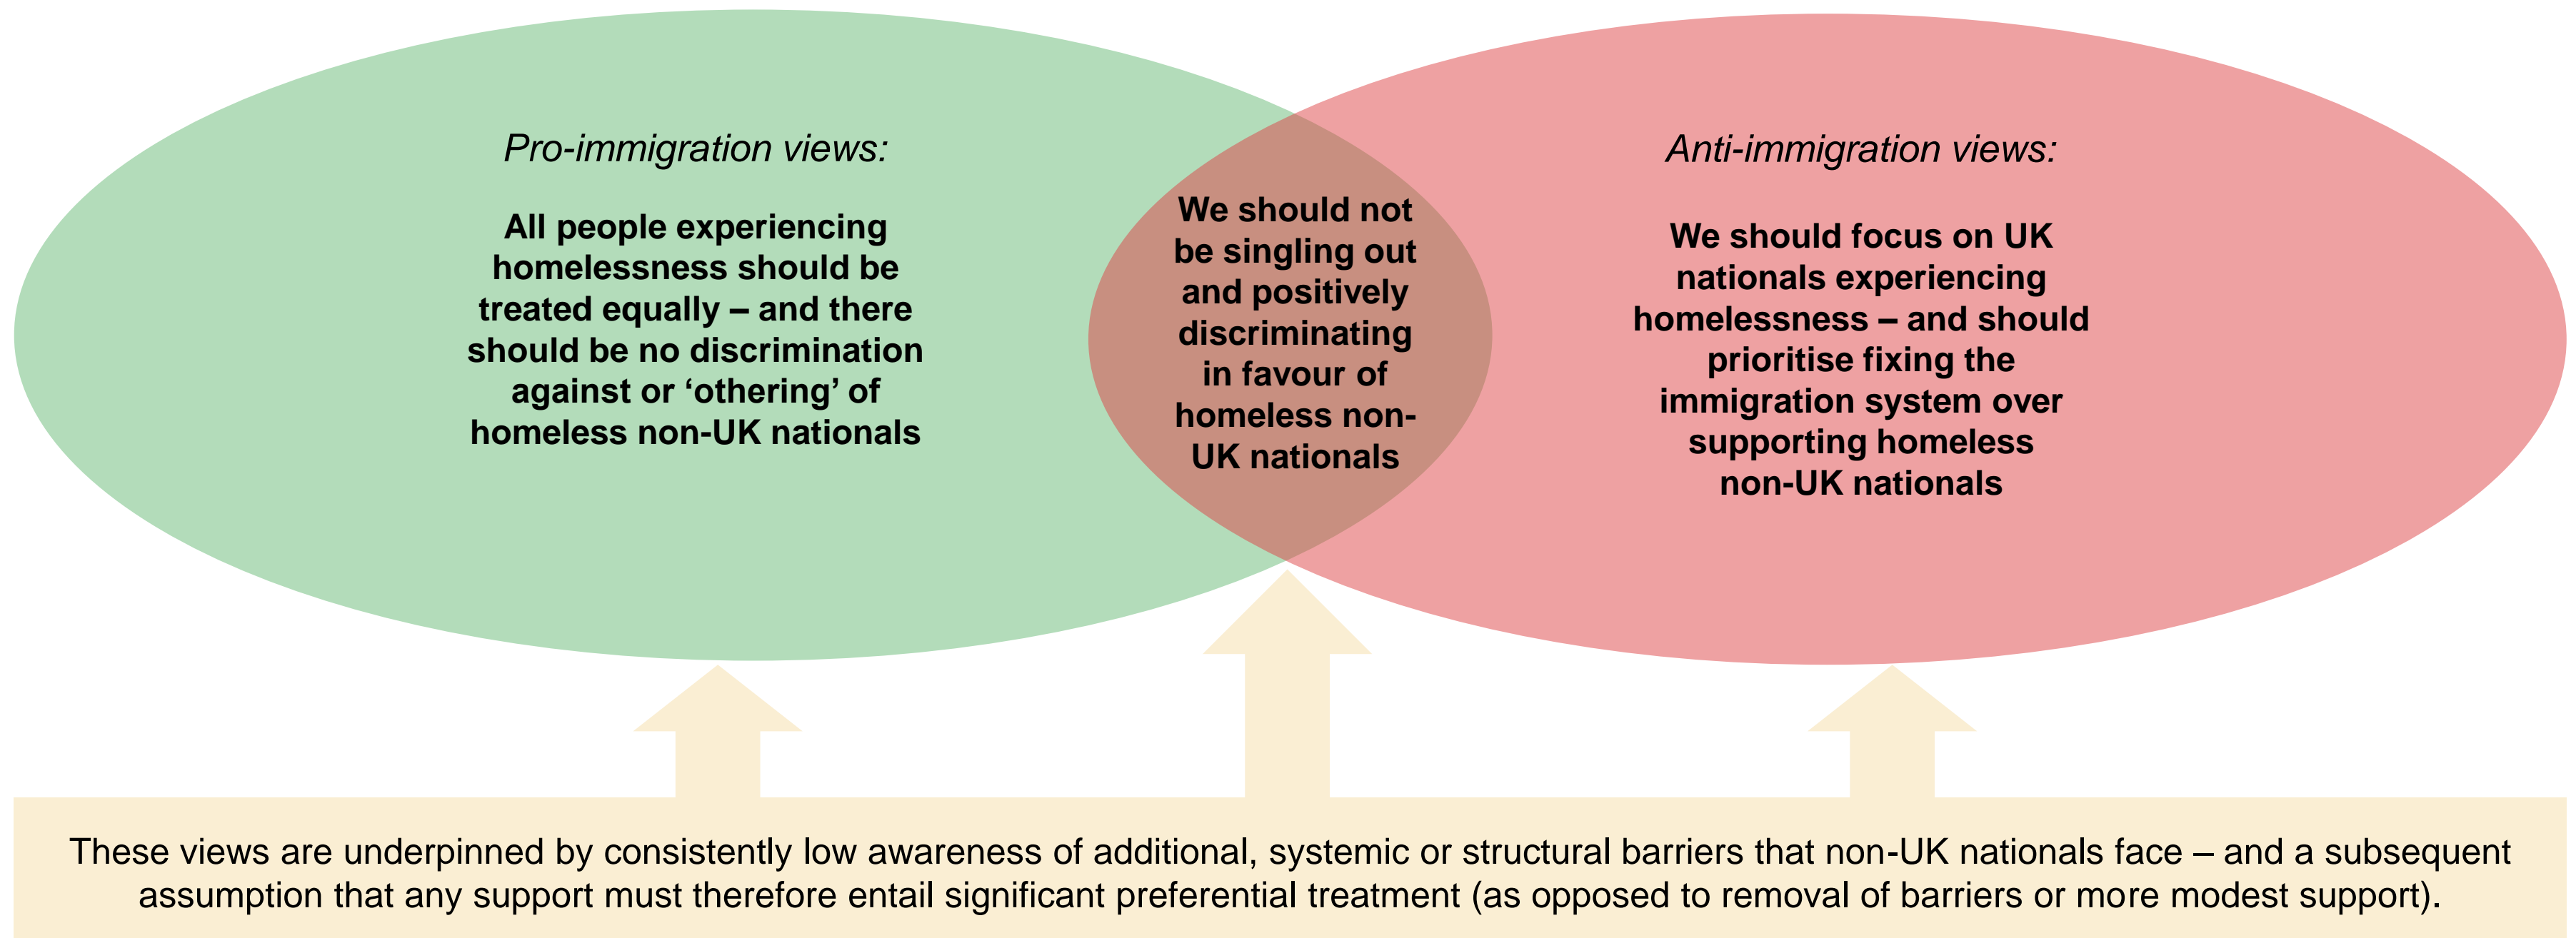 Pro-immigration views:
All people experiencing
homelessness should be
treated equally – and there
should be no discrimination
against or ‘othering’ of
homeless non-UK nationals
We should not
be singling out
and positively
discriminating
in favour of
homeless non-
UK nationals
Anti-immigration views:
We should focus on UK
nationals experiencing
homelessness – and should
prioritise fixing the
immigration system over
supporting homeless
non-UK nationals
These views are underpinned by consistently low awareness of additional, systemic or structural barriers that non-UK nationals face – and a subsequent
assumption that any support must therefore entail significant preferential treatment (as opposed to removal of barriers or more modest support).